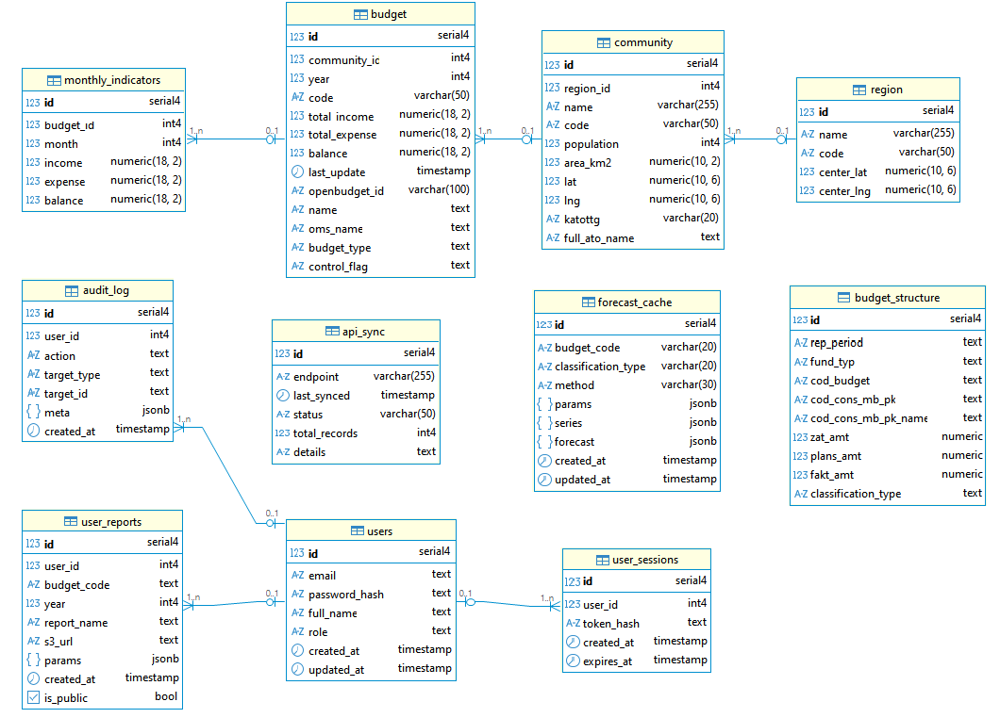 budget
123 id serial4
123 community_ic int4
123 year int4
A-Z code varchar(50)
123 total_income numeric(18, 2)
123 total_expense numeric(18, 2)
123 balance numeric(18, 2)
last_update timestamp
A-Z openbudget_id varchar(100)
A-Z name text
A-Z oms_name text
A-Z budget_type text
A-Z control_flag text
community
123 id serial4
123 region_id int4
A-Z name varchar(255)
A-Z code varchar(50)
123 population int4
123 area_km2 numeric(10, 2)
123 lat numeric(10, 6)
123 lng numeric(10, 6)
A-Z katottg varchar(20)
A-Z full_ato_name text
monthly_indicators
123 id serial4
123 budget_id int4
123 month int4
123 income numeric(18, 2)
123 expense numeric(18, 2)
123 balance numeric(18, 2)
region
123 id serial4
A-Z name varchar(255)
A-Z code varchar(50)
123 center_lat numeric(10, 6)
123 center_lng numeric(10, 6)
1..n
0..1
1..n
0..1
1..n
0..1
audit_log
123 id serial4
123 user_id int4
A-Z action text
A-Z target_type text
A-Z target_id text
{ } meta jsonb
created_at timestamp
1..n
0..1
api_sync
123 id serial4
A-Z endpoint varchar(255)
last_synced timestamp
A-Z status varchar(50)
123 total_records int4
A-Z details text
forecast_cache
123 id serial4
A-Z budget_code varchar(20)
A-Z classification_type varchar(20)
A-Z method varchar(30)
{ } params jsonb
{ } series jsonb
{ } forecast jsonb
created_at timestamp
updated_at timestamp
budget_structure
123 id serial4
A-Z rep_period text
A-Z fund_typ text
A-Z cod_budget text
A-Z cod_cons_mb_pk text
A-Z cod_cons_mb_pk_name text
123 zat_amt numeric
123 plans_amt numeric
123 fakt_amt numeric
A-Z classification_type text
user_reports
123 id serial4
123 user_id int4
A-Z budget_code text
123 year int4
A-Z report_name text
A-Z s3_url text
{ } params jsonb
created_at timestamp
is_public bool
1..n
0..1
users
123 id serial4
A-Z email text
A-Z password_hash text
A-Z full_name text
A-Z role text
created_at timestamp
updated_at timestamp
0..1
1..n
user_sessions
123 id serial4
123 user_id int4
A-Z token_hash text
created_at timestamp
expires_at timestamp